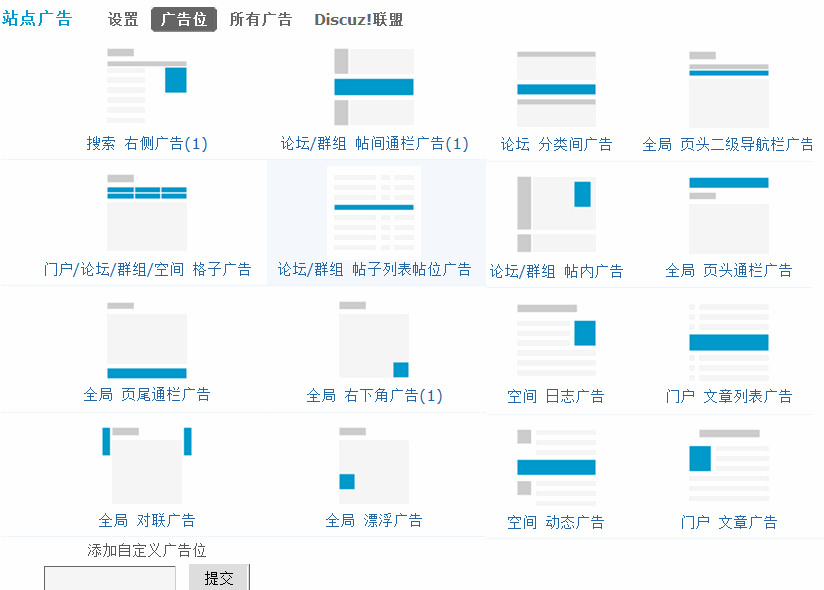 站点广告 设置 广告位 所有广告 Discuz!联盟
搜索 右侧广告(1) 论坛/群组 帖间通栏广告(1) 论坛 分类间广告 全局 页头二级导航栏广告
门户/论坛/群组/空间 格子广告 论坛/群组 帖子列表帖位广告 论坛/群组 帖内广告 全局 页头通栏广告
全局 页尾通栏广告 全局 右下角广告(1) 空间 日志广告 门户 文章列表广告
全局 对联广告 全局 漂浮广告 空间 动态广告 门户 文章广告
添加自定义广告位
提交